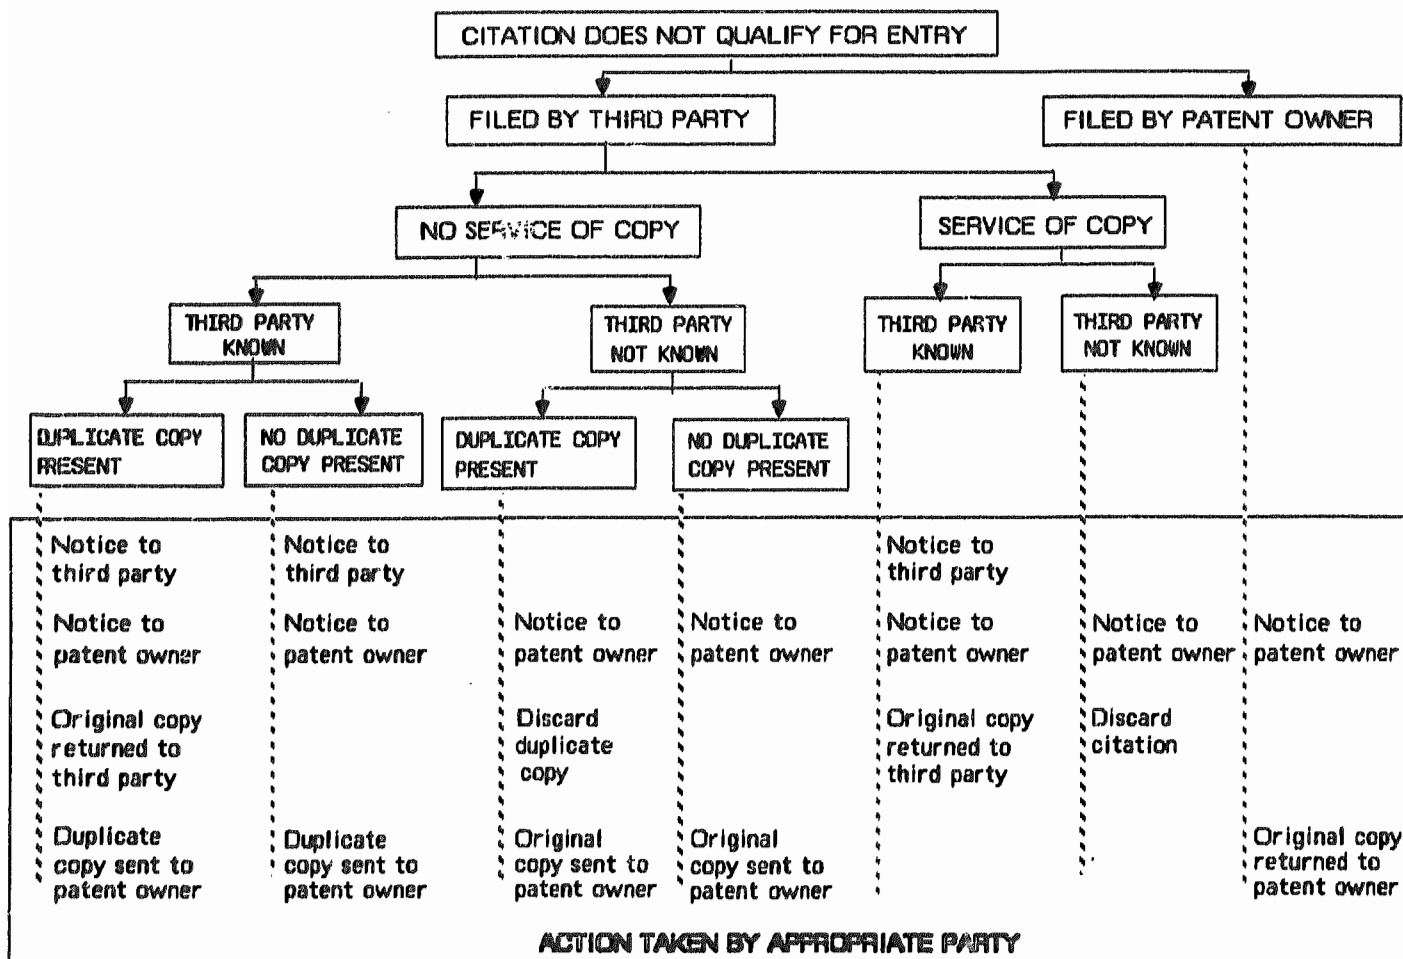 CITATION DOES NOT QUALIFY FOR ENTRY
FILED BY THIRD PARTY
FILED BY PATENT OWNER
NO SERVICE OF COPY
SERVICE OF COPY
THIRD PARTY
KNOWN
THIRD PARTY
NOT KNOWN
THIRD PARTY
KNOWN
THIRD PARTY
NOT KNOWN
DUPLICATE COPY
PRESENT
NO DUPLICATE
COPY PRESENT
DUPLICATE COPY
PRESENT
NO DUPLICATE
COPY PRESENT
Notice to
third party
Notice to
third party
Notice to
third party
Notice to
patent owner
Notice to
patent owner
Notice to
patent owner
Notice to
patent owner
Notice to
patent owner
Notice to
patent owner
Notice to
patent owner
Original copy
returned to
third party
Discard
duplicate
copy
Original copy
returned to
third party
Discard
citation
Duplicate
copy sent to
patent owner
Duplicate
copy sent to
patent owner
Original
copy sent to
patent owner
Original
copy sent to
patent owner
Original copy
returned to
patent owner
ACTION TAKEN BY APPROPRIATE PARTY